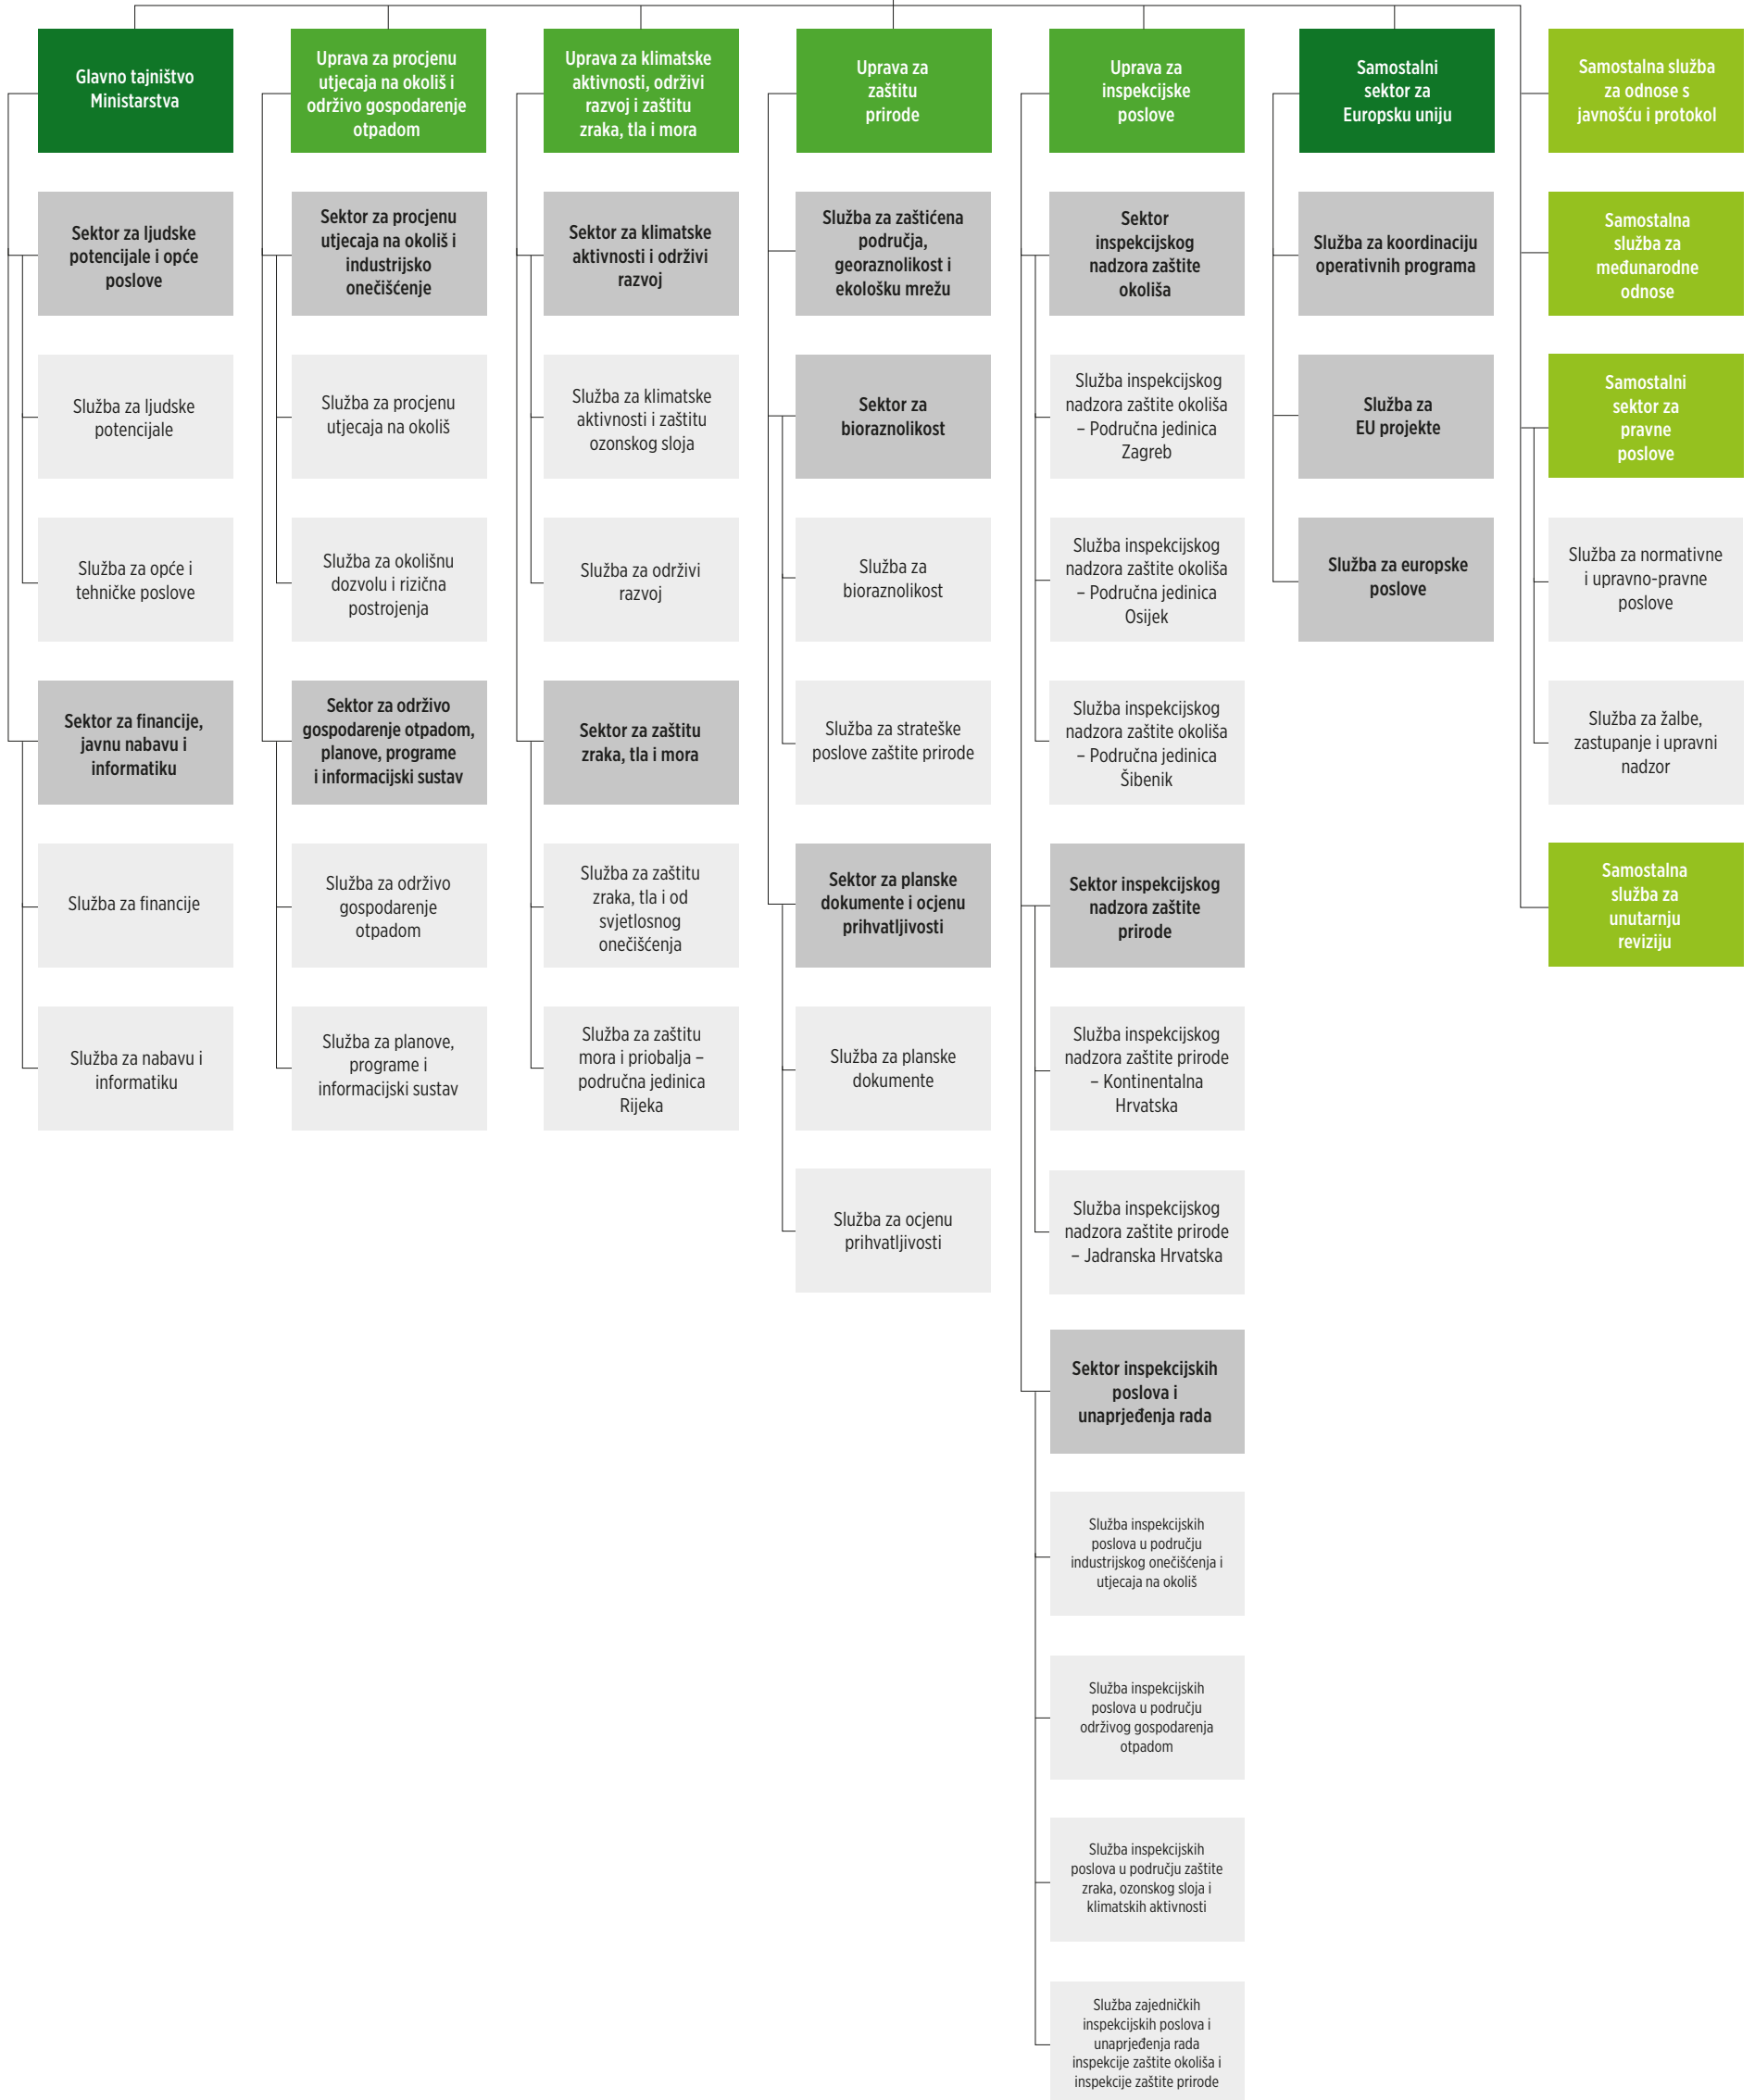 Glavno tajništvo
Ministarstva
Sektor za ljudske
potencijale i opće
poslove
Služba za ljudske
potencijale
Služba za opće i
tehničke poslove
Sektor za financije,
javnu nabavu i
informatiku
Služba za financije
Služba za nabavu i
informatiku
Uprava za procjenu
utjecaja na okoliš i
održivo gospodarenje
otpadom
Sektor za procjenu
utjecaja na okoliš i
industrijsko
onečišćenje
Služba za procjenu
utjecaja na okoliš
Služba za okolišnu
dozvolu i rizična
postrojenja
Sektor za održivo
gospodarenje otpadom,
planove, programe
i informacijski sustav
Služba za održivo
gospodarenje
otpadom
Služba za planove,
programe i
informacijski sustav
Uprava za klimatske
aktivnosti, održivi
razvoj i zaštitu
zraka, tla i mora
Sektor za klimatske
aktivnosti i održivi
razvoj
Služba za klimatske
aktivnosti i zaštitu
ozonskog sloja
Služba za održivi
razvoj
Sektor za zaštitu
zraka, tla i mora
Služba za zaštitu
zraka, tla i od
svjetlosnog
onečišćenja
Služba za zaštitu
mora i priobalja –
područna jedinica
Rijeka
Uprava za
zaštitu
prirode
Služba za zaštićena
područja,
georaznolikost i
ekološku mrežu
Sektor za
bioraznolikost
Služba za
bioraznolikost
Služba za strateške
poslove zaštite prirode
Sektor za planske
dokumente i ocjenu
prihvatljivosti
Služba za planske
dokumente
Služba za ocjenu
prihvatljivosti
Uprava za
inspekcijske
poslove
Sektor
inspekcijskog
nadzora zaštite
okoliša
Služba inspekcijskog
nadzora zaštite okoliša
– Područna jedinica
Zagreb
Služba inspekcijskog
nadzora zaštite okoliša
– Područna jedinica
Osijek
Služba inspekcijskog
nadzora zaštite okoliša
– Područna jedinica
Šibenik
Sektor inspekcijskog
nadzora zaštite
prirode
Služba inspekcijskog
nadzora zaštite prirode
– Kontinentalna
Hrvatska
Služba inspekcijskog
nadzora zaštite prirode
– Jadranska Hrvatska
Sektor inspekcijskih
poslova i
unaprjeđenja rada
Služba inspekcijskih
poslova u području
industrijskog onečišćenja i
utjecaja na okoliš
Služba inspekcijskih
poslova u području
održivog gospodarenja
otpadom
Služba inspekcijskih
poslova u području zaštite
zraka, ozonskog sloja i
klimatskih aktivnosti
Služba zajedničkih
inspekcijskih poslova i
unaprjeđenja rada
inspekcije zaštite okoliša i
inspekcije zaštite prirode
Samostalni
sektor za
Europsku uniju
Služba za koordinaciju
operativnih programa
Služba za
EU projekte
Služba za europske
poslove
Samostalna služba
za odnose s
javnošću i protokol
Samostalna
služba za
međunarodne
odnose
Samostalni
sektor za
pravne
poslove
Služba za normativne
i upravno-pravne
poslove
Služba za žalbe,
zastupanje i upravni
nadzor
Samostalna
služba za
unutarnju
reviziju